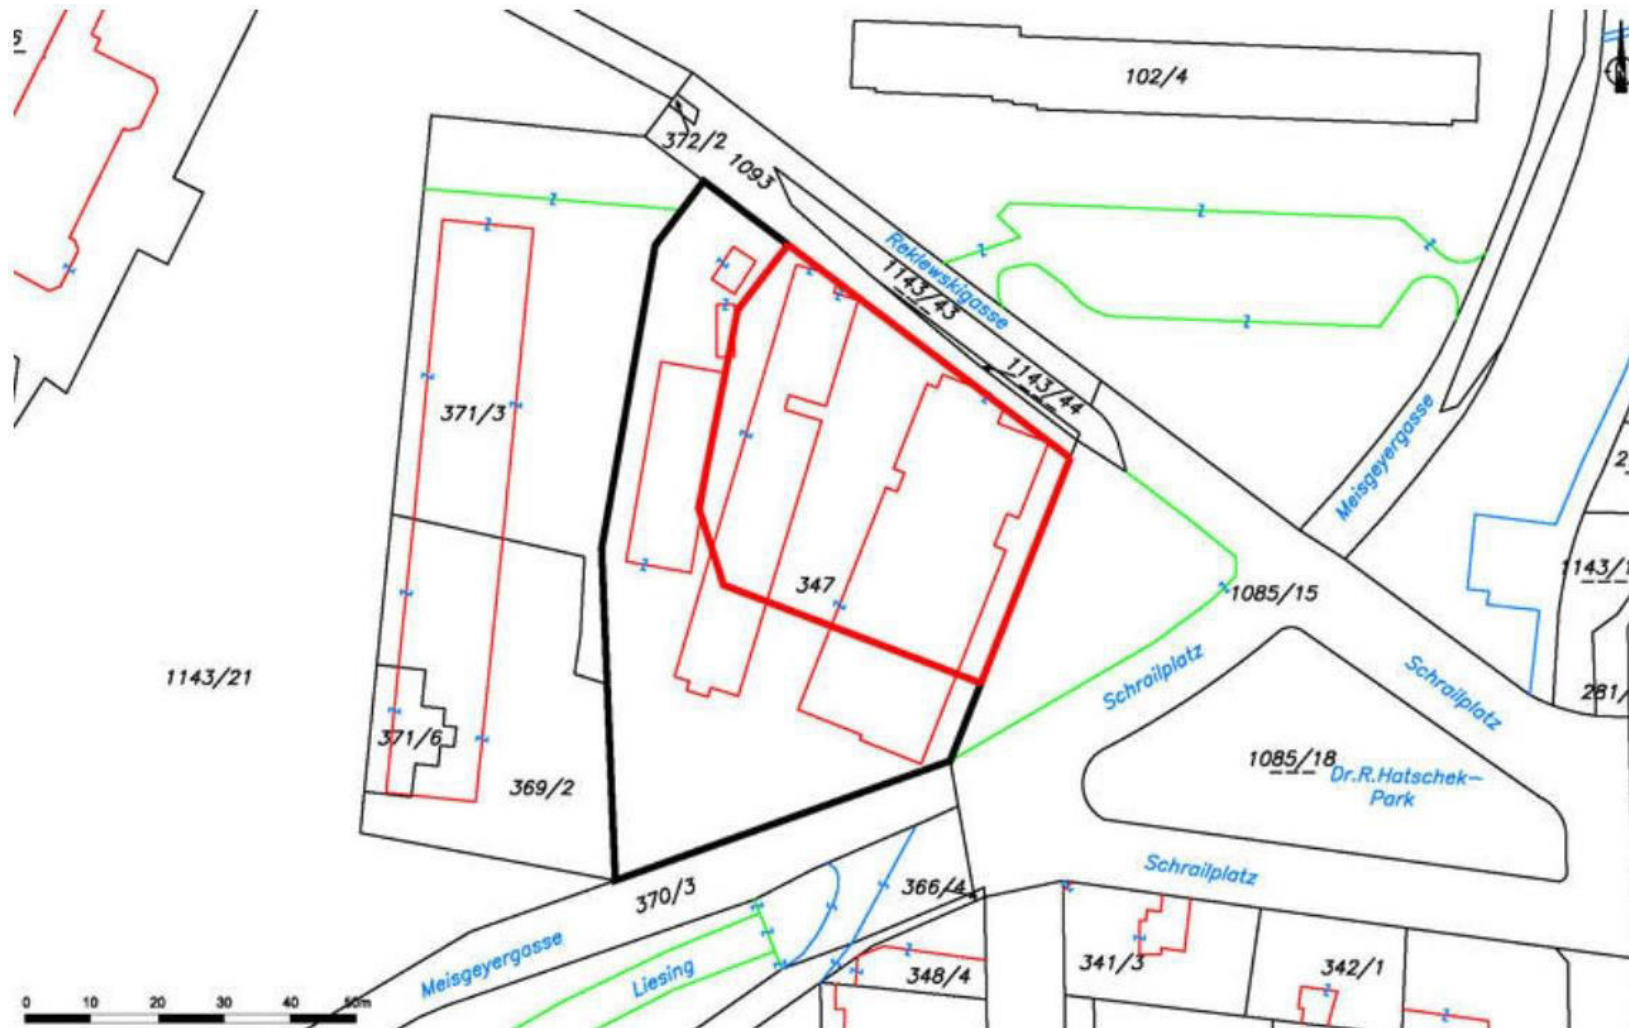 102/4
372/2
1093
Reklewskigasse
1143/43
1143/44
371/3
Meisgeyergasse
347
1085/15
1143/21
Schrailplatz
Schrailplatz
371/6
369/2
1085/18
Dr.R.Hatschek-
Park
281/
Schrailplatz
370/3
366/4
Meisgeyergasse
Liesing
348/4
341/3
342/1
0 10 20 30 40 50m